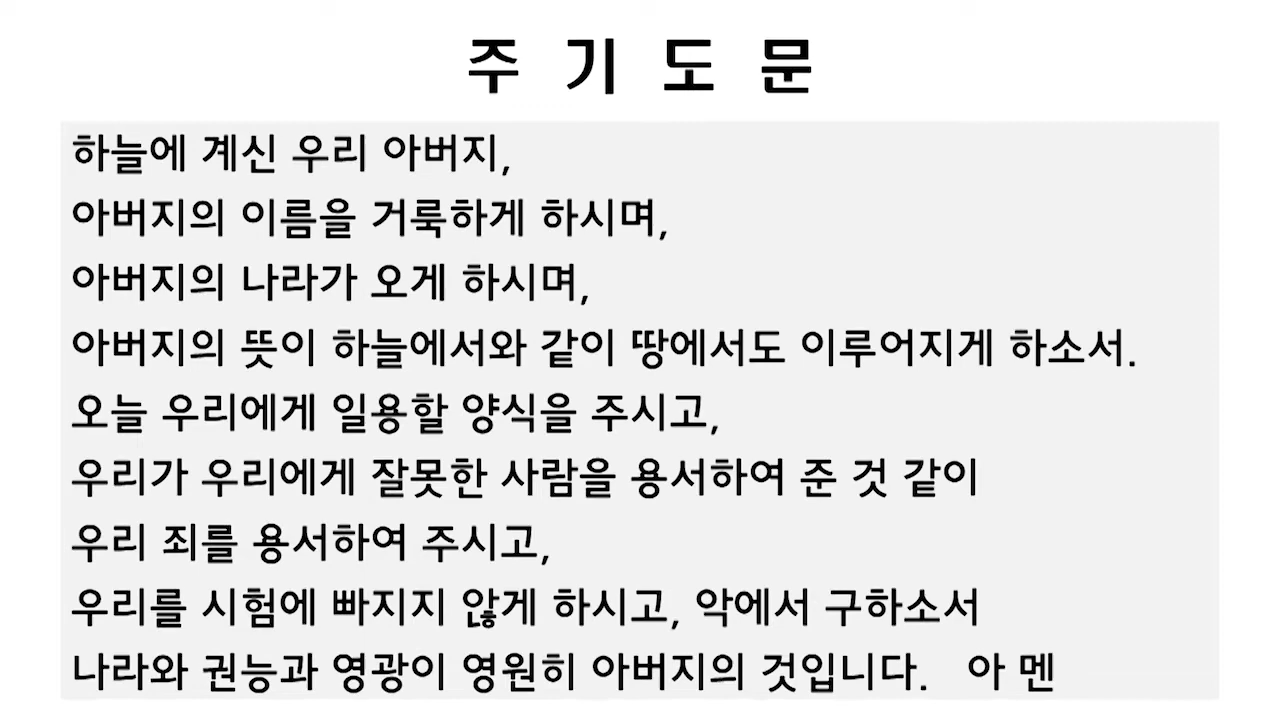 주 기 도 문
하늘에 계신 우리 아버지,
아버지의 이름을 거룩하게 하시며,
아버지의 나라가 오게 하시며,
아버지의 뜻이 하늘에서와 같이 땅에서도 이루어지게 하소서.
오늘 우리에게 일용할 양식을 주시고,
우리가 우리에게 잘못한 사람을 용서하여 준 것 같이
우리 죄를 용서하여 주시고,
우리를 시험에 빠지지 않게 하시고, 악에서 구하소서
나라와 권능과 영광이 영원히 아버지의 것입니다. 아 멘